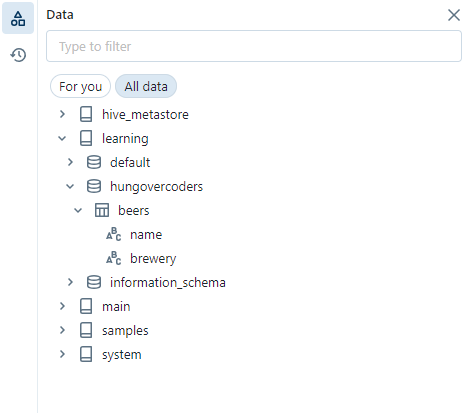 Data
Type to filter
For you
All data
hive_metastore
learning
default
hungovercoders
beers
name
brewery
information_schema
main
samples
system